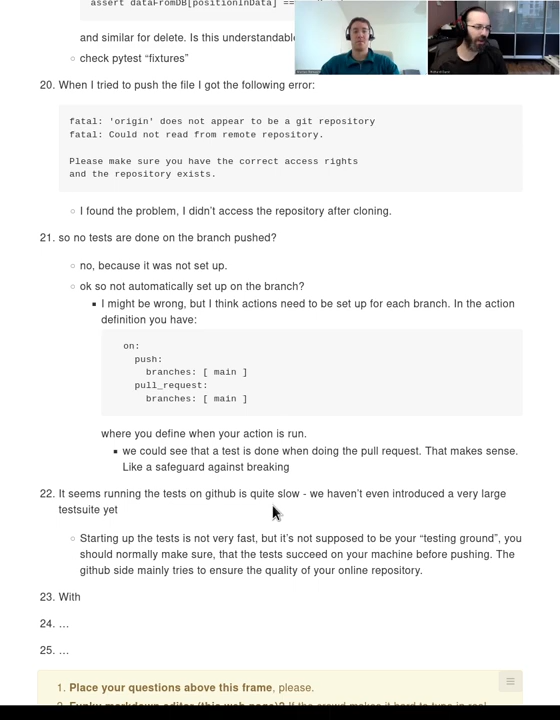 assert dataFromDB[positionInData] ==
and similar for delete. Is this understandable
check pytest “fixtures”
20. When I tried to push the file I got the following error:
fatal: 'origin' does not appear to be a git repository
fatal: Could not read from remote repository.
Please make sure you have the correct access rights
and the repository exists.
I found the problem, I didn’t access the repository after cloning.
21. so no tests are done on the branch pushed?
no, because it was not set up.
ok so not automatically set up on the branch?
I might be wrong, but I think actions need to be set up for each branch. In the action
definition you have:
on:
push:
branches: [ main ]
pull_request:
branches: [ main ]
where you define when your action is run.
we could see that a test is done when doing the pull request. That makes sense.
Like a safeguard against breaking
22. It seems running the tests on github is quite slow - we haven’t even introduced a very large
testsuite yet
Starting up the tests is not very fast, but it’s not supposed to be your “testing ground”, you
should normally make sure, that the tests succeed on your machine before pushing. The
github side mainly tries to ensure the quality of your online repository.
23. With
24. …
25. …
1. Place your questions above this frame, please.